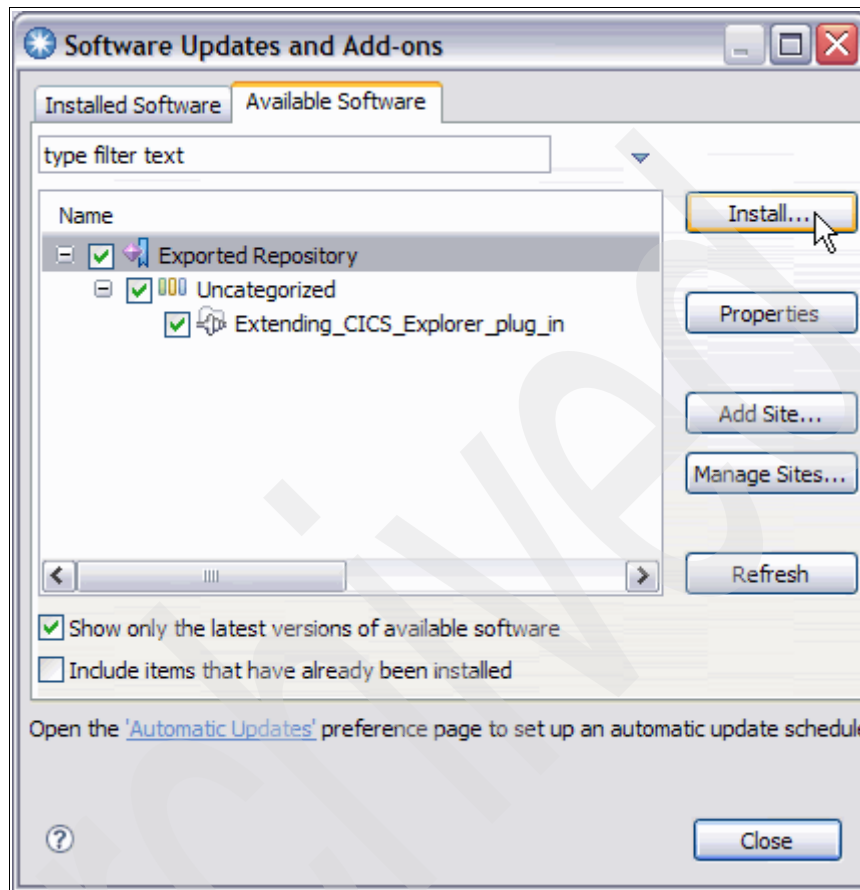 Software Updates and Add-ons
Installed Software
Available Software
type filter text
Name
Install...
Exported Repository
Uncategorized
Extending_CICS_Explorer_plug_in
Properties
Add Site...
Manage Sites...
Refresh
Show only the latest versions of available software
Include items that have already been installed
Open the 'Automatic Updates' preference page to set up an automatic update schedule
?
Close